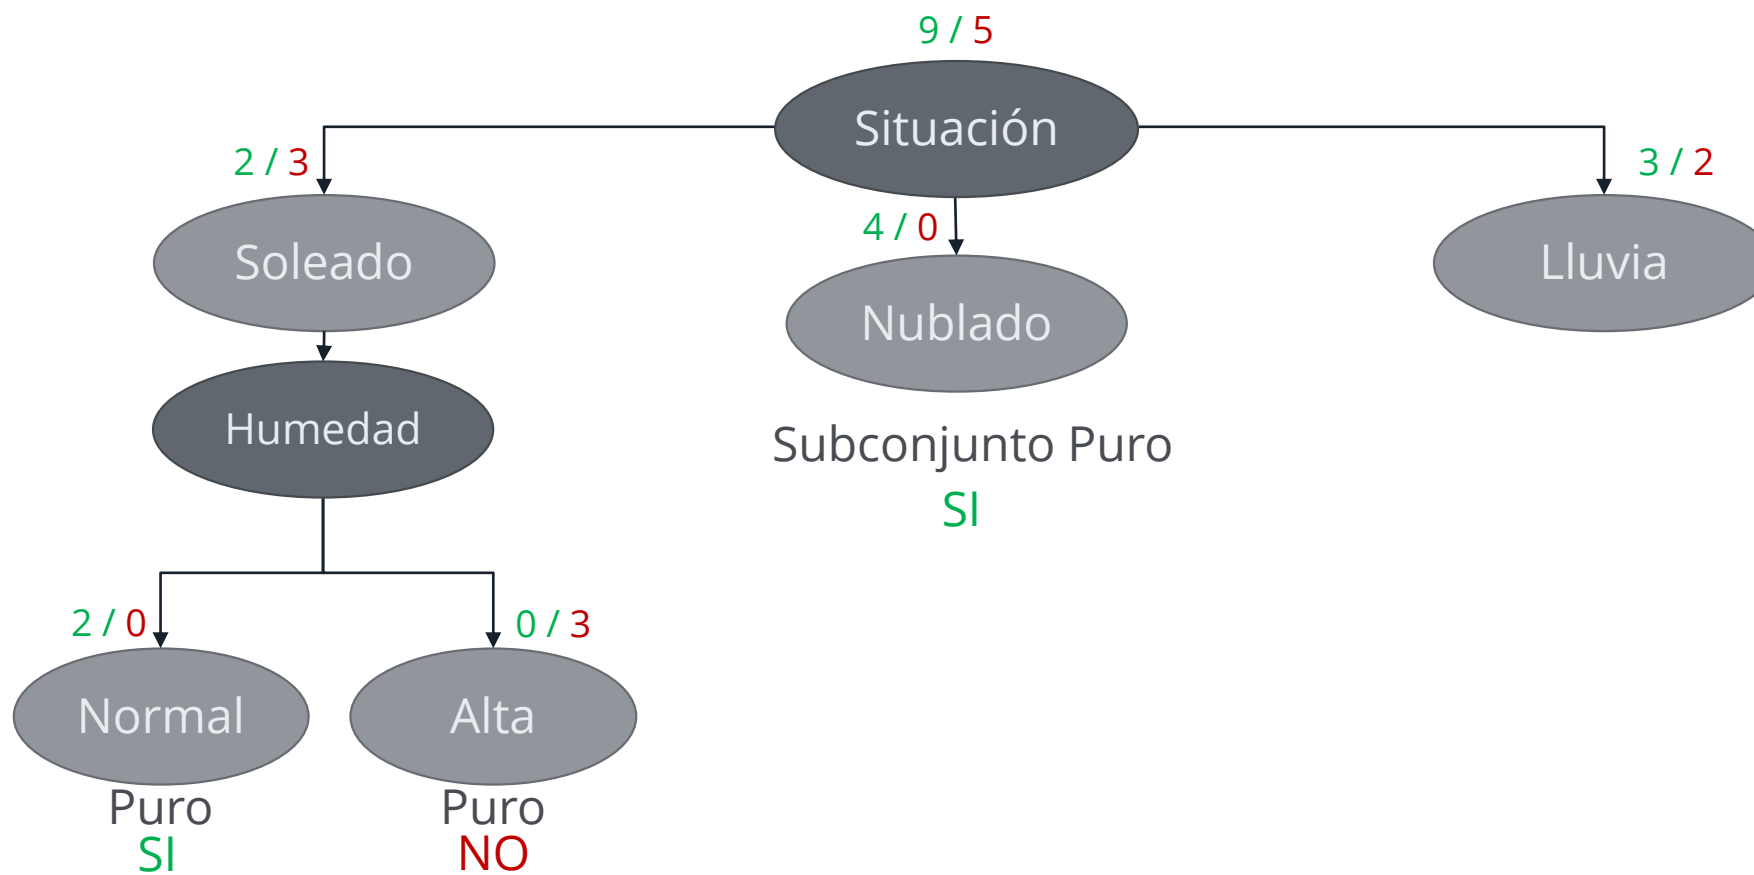 9 / 5
Situación
2 / 3
3 / 2
Soleado
4 / 0
Lluvia
Nublado
Humedad
Subconjunto Puro
SI
2 / 0
0 / 3
Normal
Alta
Puro
SI
Puro
NO